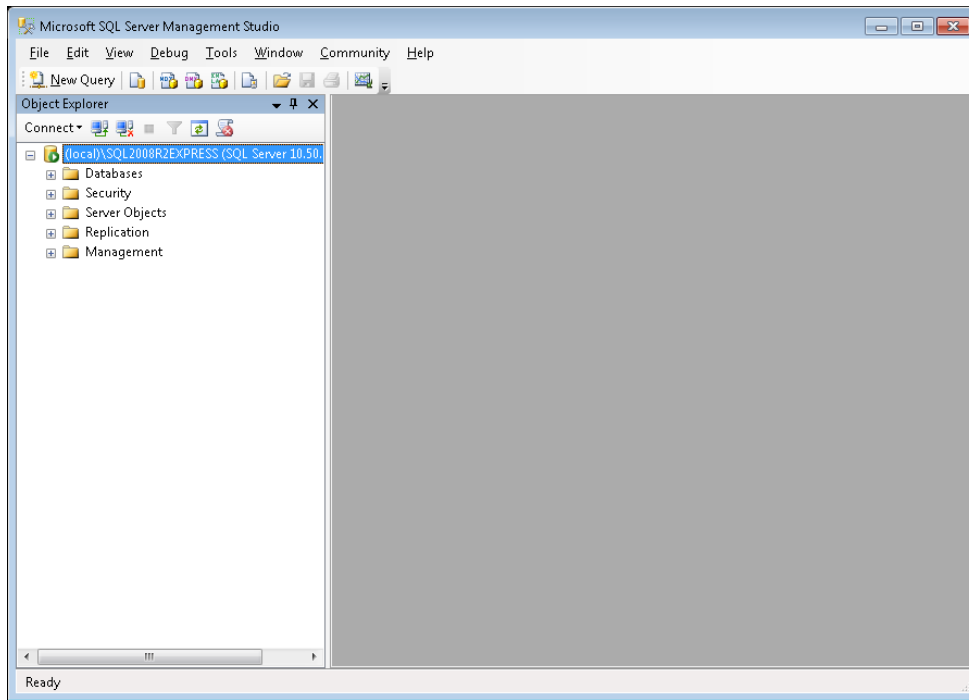 Microsoft SQL Server Management Studio
File Edit View Debug Tools Window Community Help
New Query
Object Explorer
Connect
(local)\SQL2008R2EXPRESS (SQL Server 10.50.
Databases
Security
Server Objects
Replication
Management
Ready